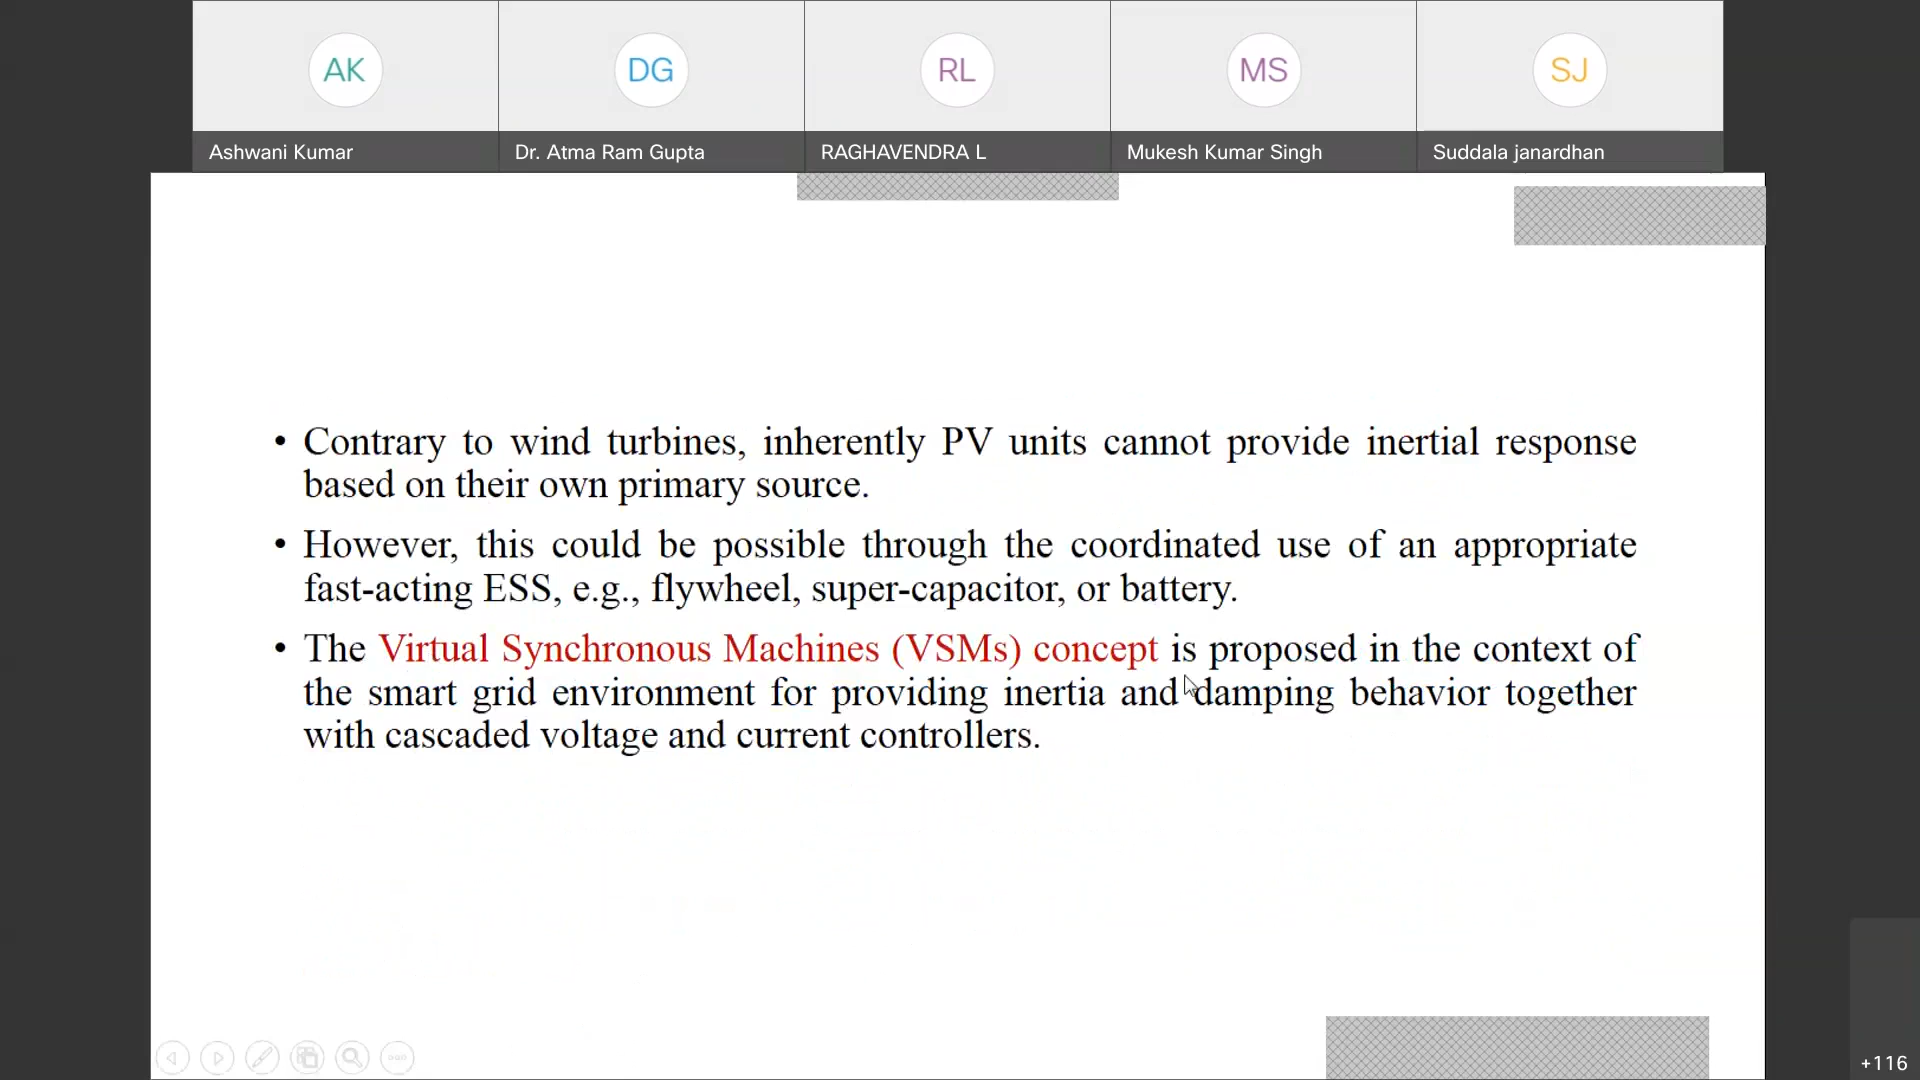 AK
DG
RL
MS
SJ
Ashwani Kumar
Dr. Atma Ram Gupta
RAGHAVENDRA L
Mukesh Kumar Singh
Suddala janardhan
• Contrary to wind turbines, inherently PV units cannot provide inertial response
based on their own primary source.
• However, this could be possible through the coordinated use of an appropriate
fast-acting ESS, e.g., flywheel, super-capacitor, or battery.
• The Virtual Synchronous Machines (VSMs) concept is proposed in the context of
the smart grid environment for providing inertia and damping behavior together
with cascaded voltage and current controllers.
+116